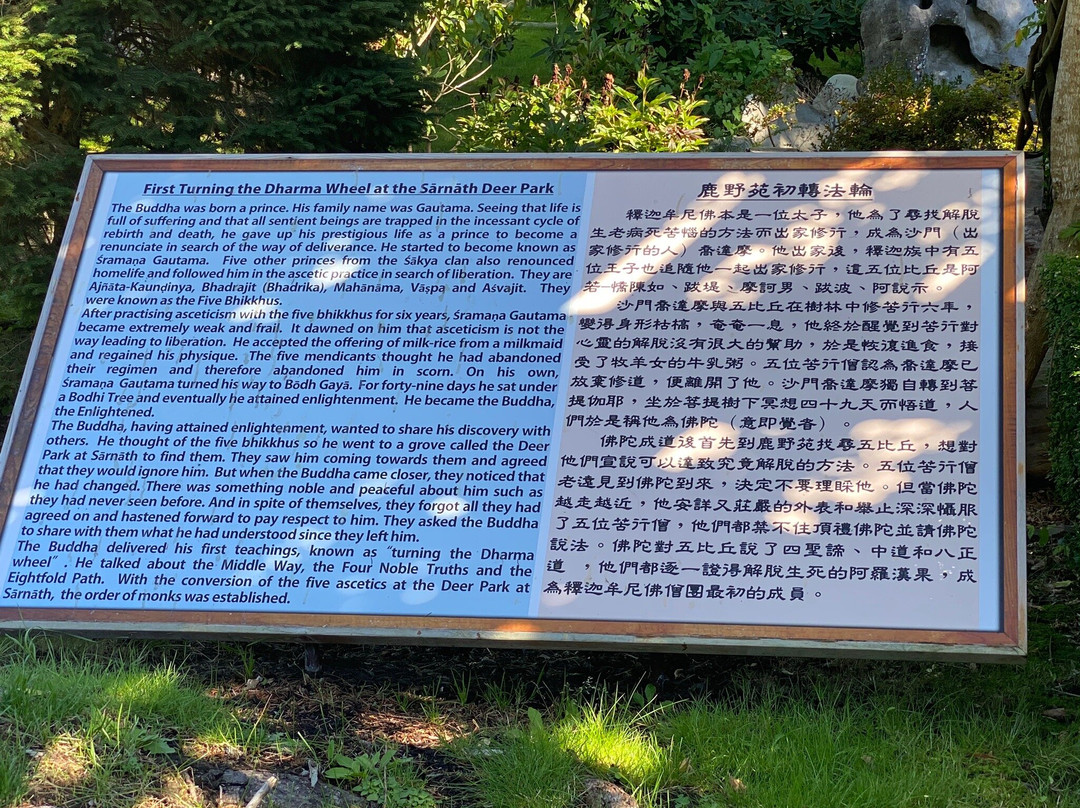 First Turning the Dharma Wheel at the Sārnāth Deer Park
The Buddha was born a prince. His family name was Gautama. Seeing that life is
full of suffering and that all sentient beings are trapped in the incessant cycle of
rebirth and death, he gave up his prestigious life as a prince to become a
renunciate in search of the way of deliverance. He started to become known as
Śramaṇa Gautama. Five other princes from the Śākya clan also renounced
homelife and followed him in the ascetic practice in search of liberation. They are
Ajñāta-Kauṇḍinya, Bhadrajit (Bhadrika), Mahānāma, Vāṣpa and Aśvajit. They
were known as the Five Bhikkhus.
After practising asceticism with the five bhikkhus for six years, śramaṇa Gautama
became extremely weak and frail. It dawned on him that asceticism is not the
way leading to liberation. He accepted the offering of milk-rice from a milkmaid
and regained his physique. The five mendicants thought he had abandoned
their regimen and therefore abandoned him in scorn. On his own,
śramaṇa Gautama turned his way to Bōdh Gayā. For forty-nine days he sat under
a Bodhi Tree and eventually he attained enlightenment. He became the Buddha,
the Enlightened.
The Buddha, having attained enlightenment, wanted to share his discovery with
others. He thought of the five bhikkhus so he went to a grove called the Deer
Park at Sārnāth to find them. They saw him coming towards them and agreed
that they would ignore him. But when the Buddha came closer, they noticed that
he had changed. There was something noble and peaceful about him such as
they had never seen before. And in spite of themselves, they forgot all they had
agreed on and hastened forward to pay respect to him. They asked the Buddha
to share with them what he had understood since they left him.
The Buddha delivered his first teachings, known as "turning the Dharma
wheel" . He talked about the Middle Way, the Four Noble Truths and the
Eightfold Path. With the conversion of the five ascetics at the Deer Park at
Sārnāth, the order of monks was established.
鹿野苑初轉法輪
釋迦牟尼佛本是一位太子，他為了尋找解脫
生老病死苦惱的方法而出家修行，成為沙門（出
家修行的人）喬達摩。他出家後，釋迦族中有五
位王子也追隨他一起出家修行，這五位比丘是阿
若-憍陳如、跋提、摩訶男、跋波、阿說示。
沙門喬達摩與五比丘在樹林中修苦行六年，
變得身形枯槁，奄奄一息，他終於醒覺到苦行對
心靈的解脫沒有很大的幫助，於是恢復進食，接
受了牧羊女的牛乳粥。五位苦行僧認為喬達摩已
放棄修道，便離開了他。沙門喬達摩獨自轉到菩
提伽耶，坐於菩提樹下冥想四十九天而悟道，人
們於是稱他為佛陀（意即覺者）。
佛陀成道後首先到鹿野苑找尋五比丘，想對
他們宣說可以達致究竟解脫的方法。五位苦行僧
老遠見到佛陀到來，決定不要理睬他。但當佛陀
越走越近，他安詳又莊嚴的外表和舉止深深懾服
了五位苦行僧，他們都禁不住頂禮佛陀並請佛陀
說法。佛陀對五比丘說了四聖諦、中道和八正
道 ，他們都逐一證得解脫生死的阿羅漢果，成
為釋迦牟尼佛僧團最初的成員。